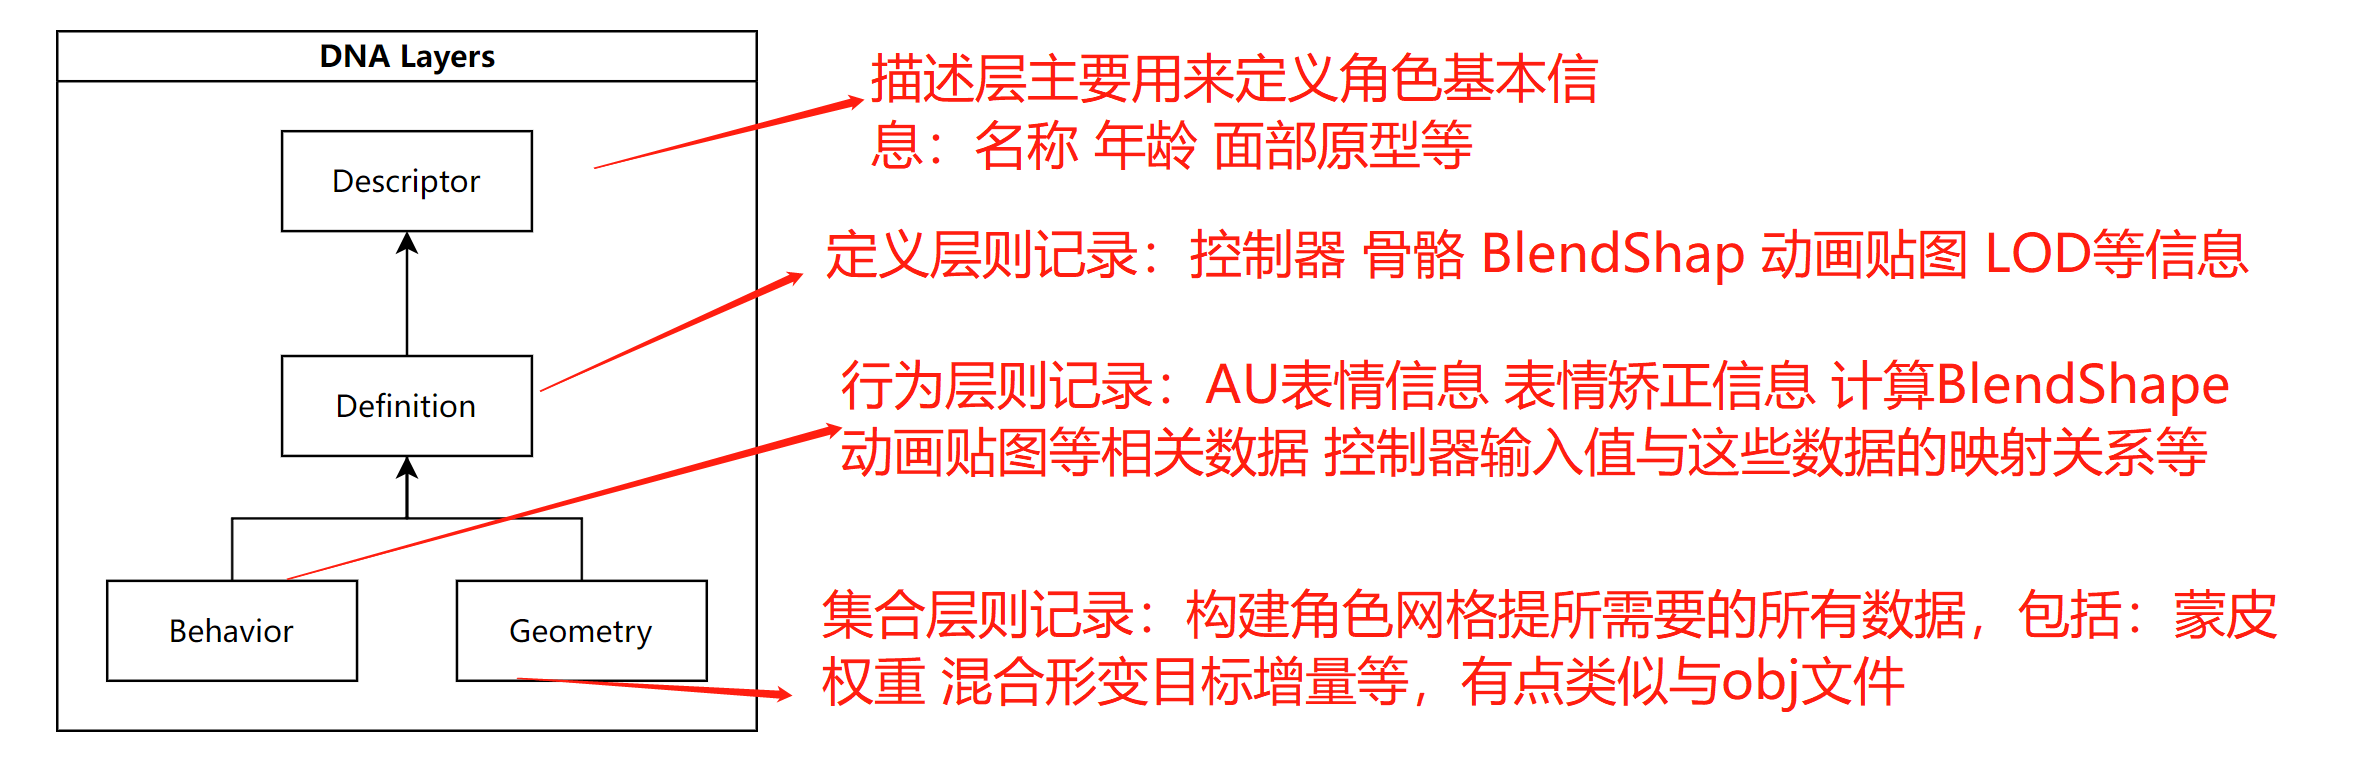 DNA Layers
Descriptor
Definition
Behavior
Geometry
描述层主要用来定义角色基本信
息：名称 年龄 面部原型等
定义层则记录：控制器 骨骼 BlendShap 动画贴图 LOD等信息
行为层则记录：AU表情信息 表情矫正信息 计算BlendShape
动画贴图等相关数据 控制器输入值与这些数据的映射关系等
集合层则记录：构建角色网格提所需要的所有数据，包括：蒙皮
权重 混合形变目标增量等，有点类似与obj文件